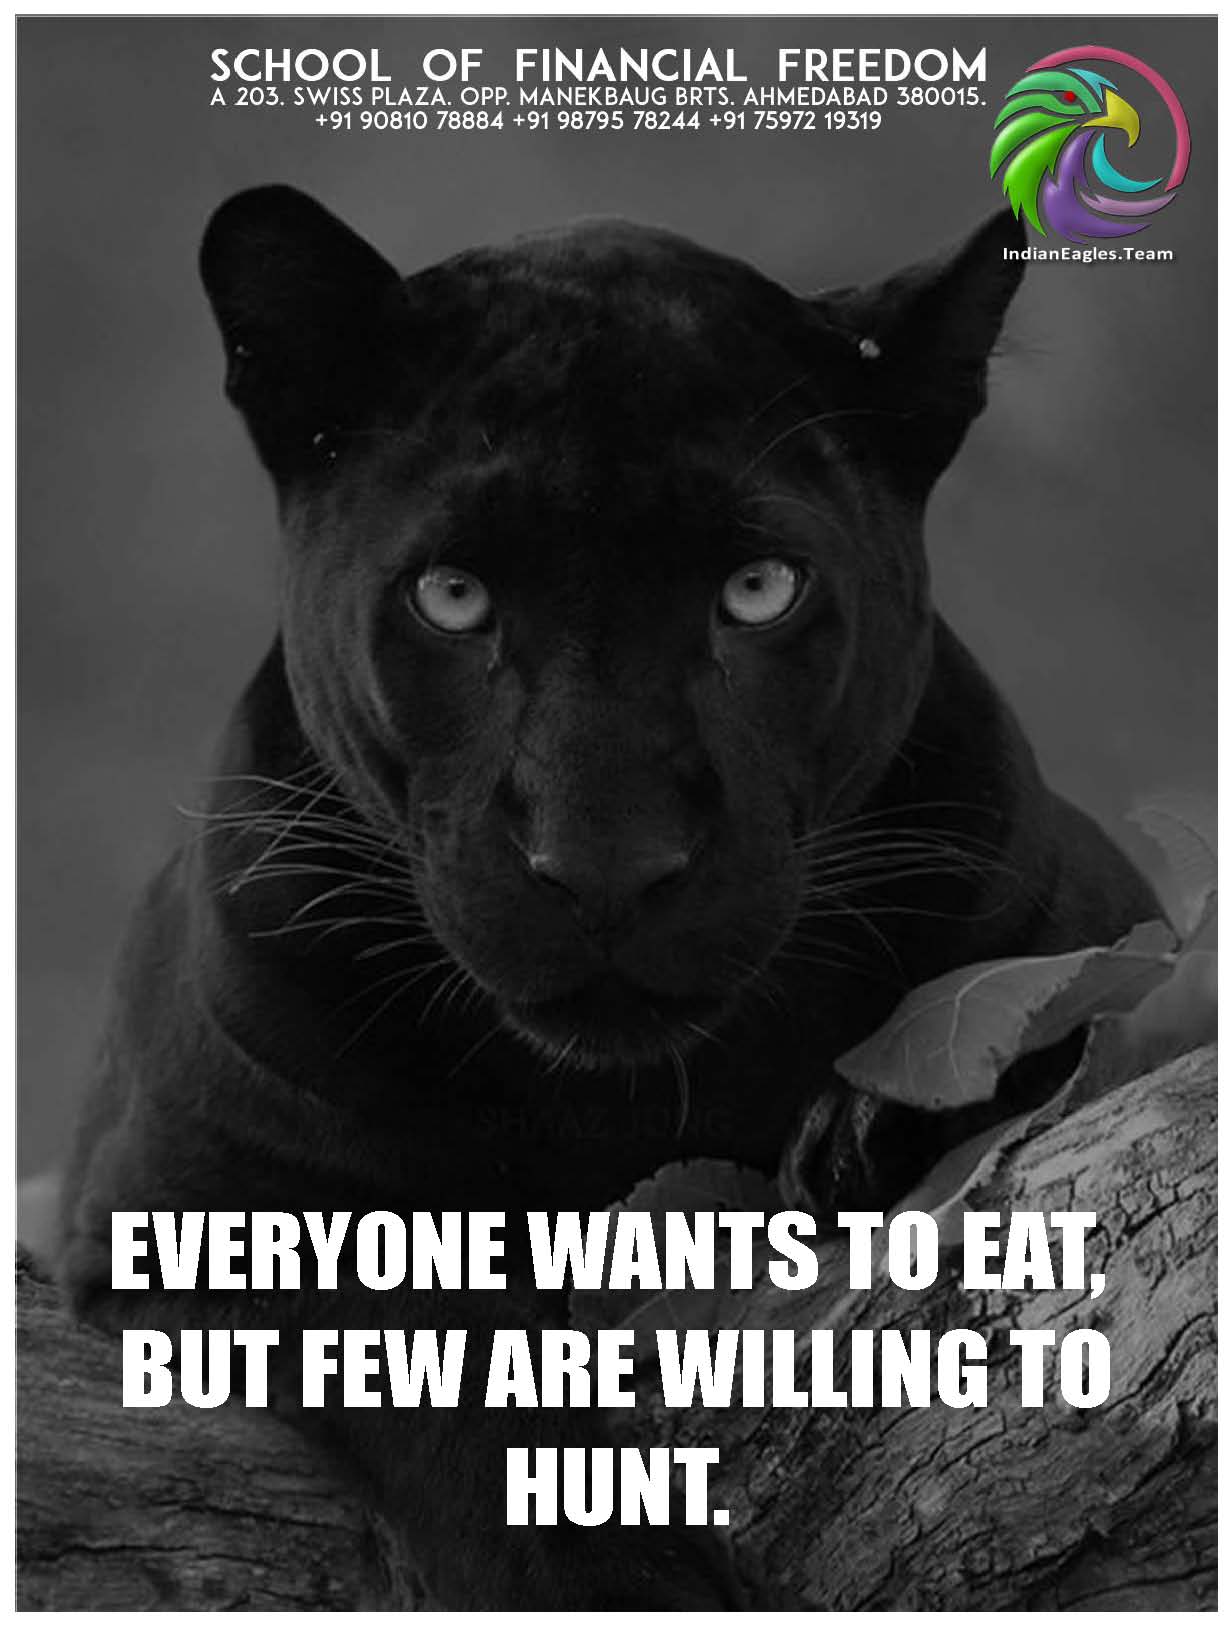 SCHOOL OF FINANCIAL FREEDOM
A 203. SWISS PLAZA. OPP. MANEKBAUG BRTS. AHMEDABAD 380015.
+91 90810 78884 +91 98795 78244 +91 75972 19319
IndianEagles.Team
EVERYONE WANTS TO EAT,
BUT FEW ARE WILLING TO
HUNT.